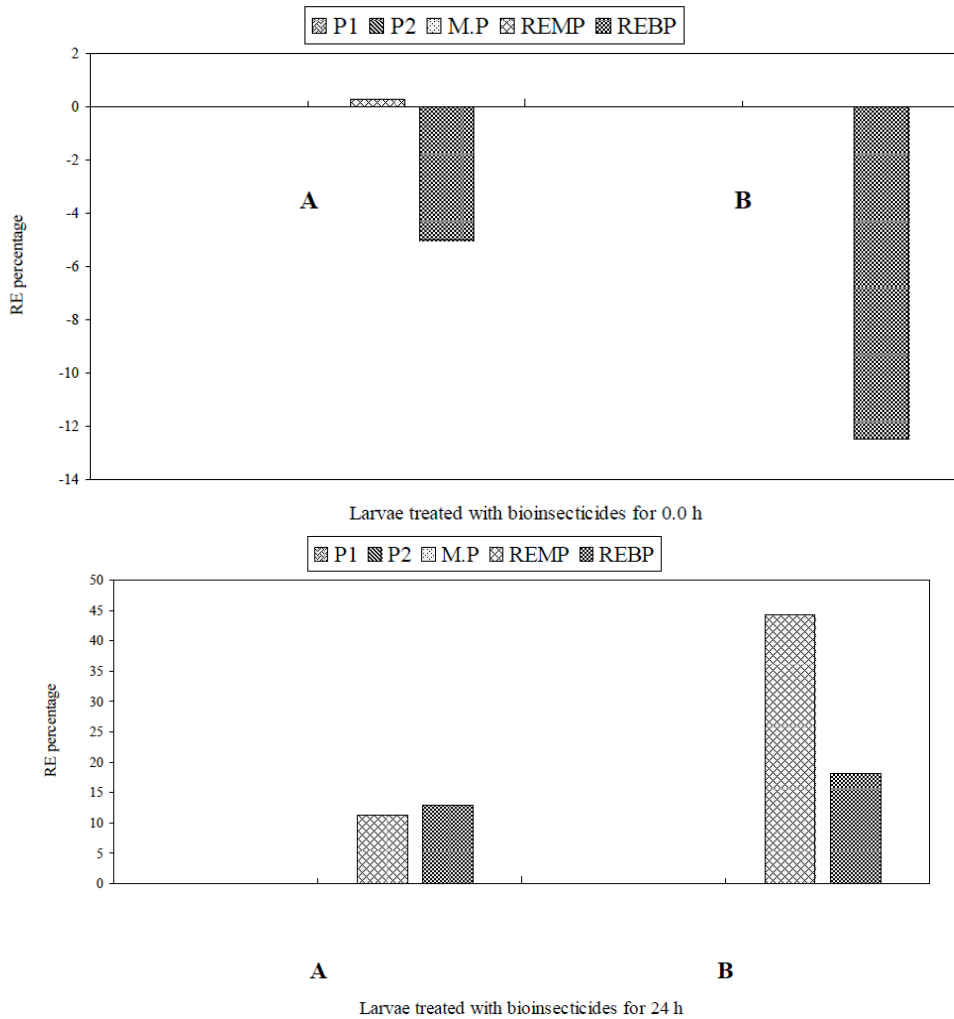 P1 P2 M.P REMP REBP
2
0
-2
-4
-6
-8
-10
-12
-14
RE percentage
A B
Larvae treated with bioinsecticides for 0.0 h
P1 P2 M.P REMP REBP
50
45
40
35
30
25
20
15
10
5
0
RE percentage
A B
Larvae treated with bioinsecticides for 24 h